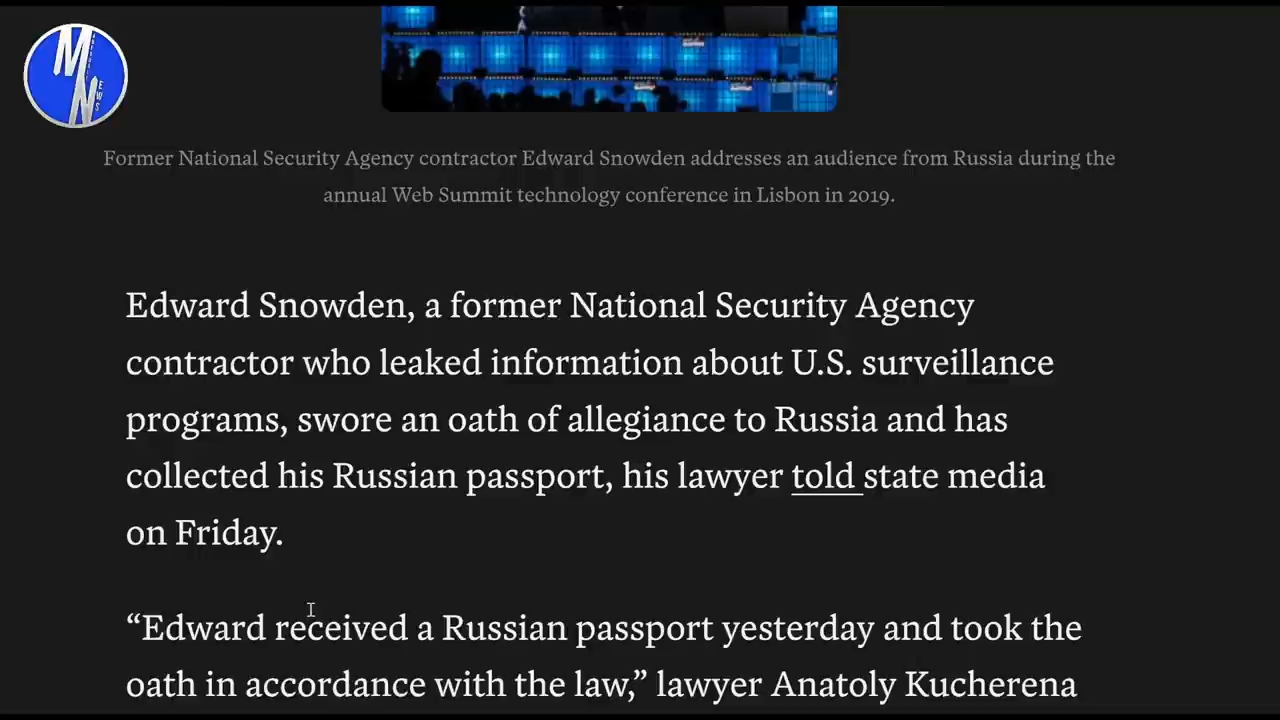 M
N
EWS
Former National Security Agency contractor Edward Snowden addresses an audience from Russia during the
annual Web Summit technology conference in Lisbon in 2019.
Edward Snowden, a former National Security Agency
contractor who leaked information about U.S. surveillance
programs, swore an oath of allegiance to Russia and has
collected his Russian passport, his lawyer told state media
on Friday.
“Edward received a Russian passport yesterday and took the
oath in accordance with the law,” lawyer Anatoly Kucherena